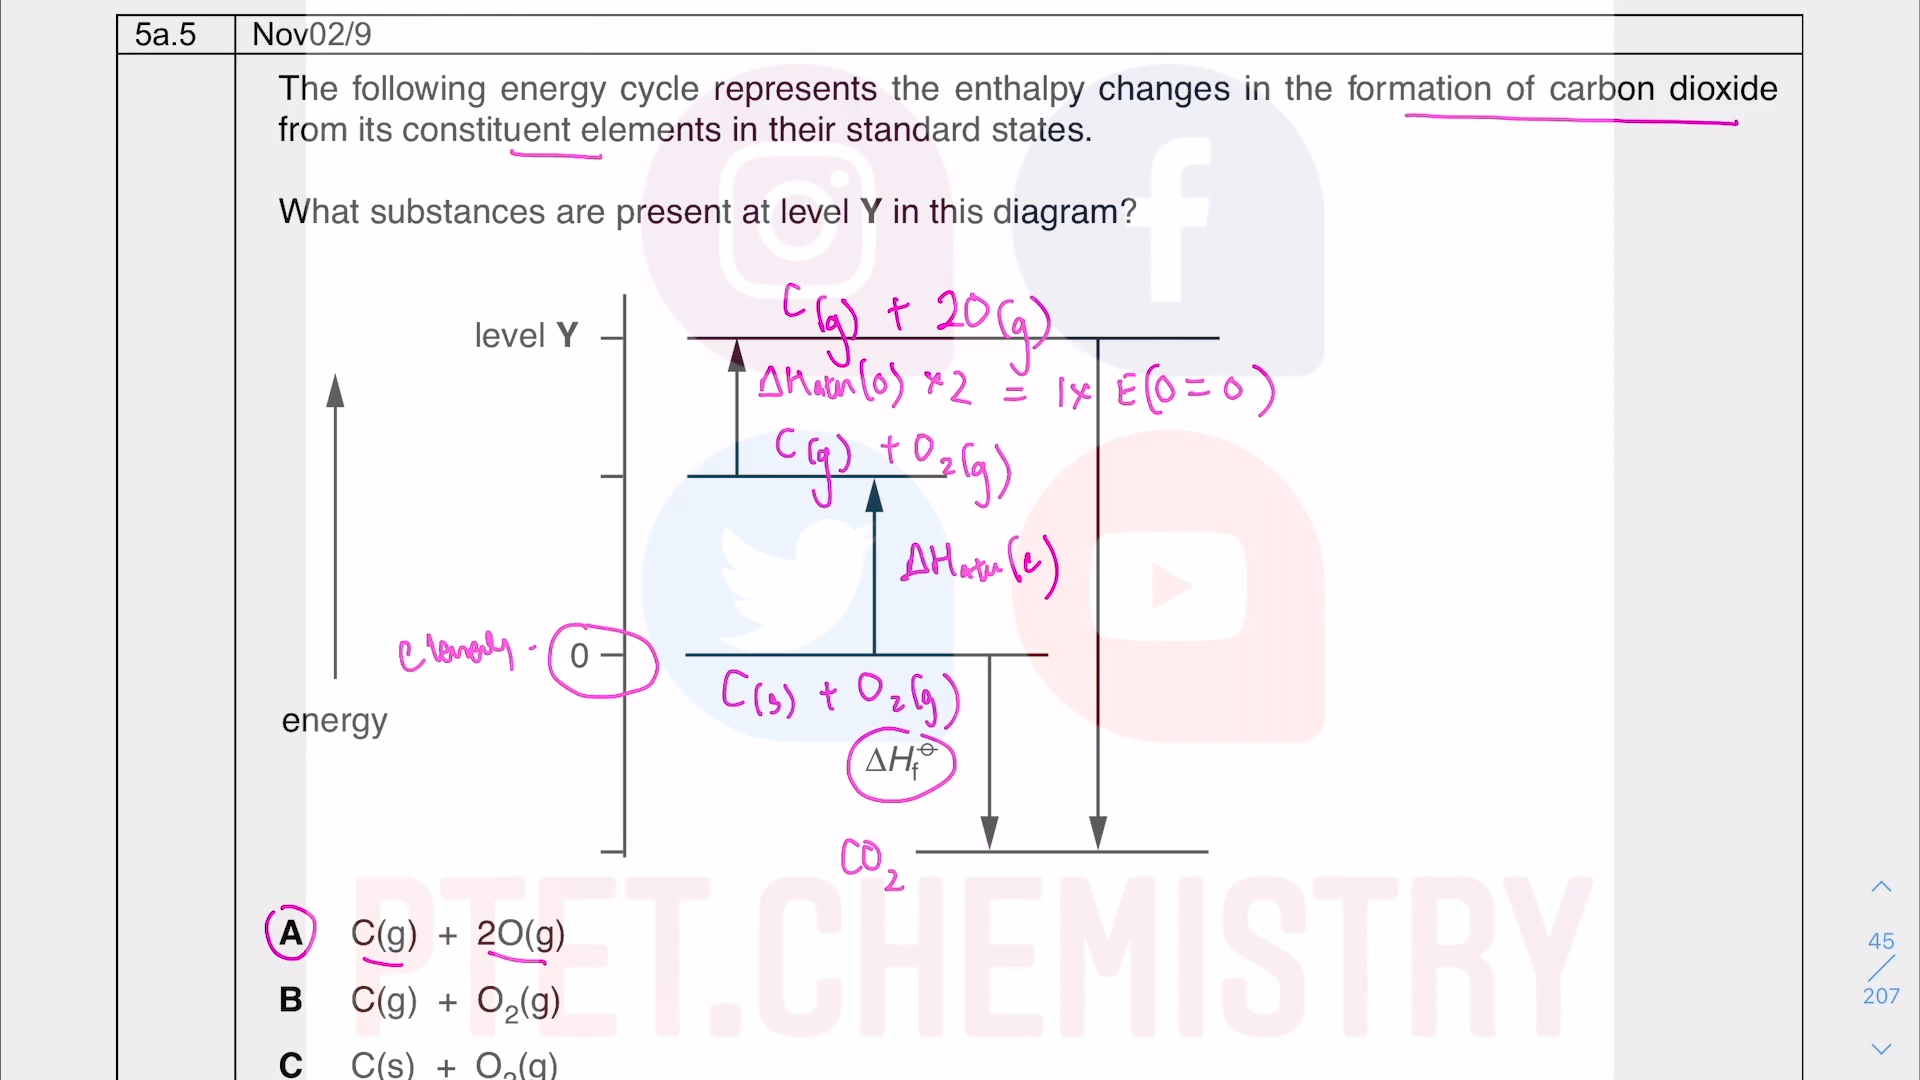 5a.5 Nov02/9
The following energy cycle represents the enthalpy changes in the formation of carbon dioxide
from its constituent elements in their standard states.
What substances are present at level Y in this diagram?
C(g) + 2O(g)
level Y
ΔHatm(O) ×2 = 1× E(O=O)
C(g) + O₂(g)
ΔHatm(C)
0
C(s) + O₂(g)
energy
ΔHf⦵
CO₂
PTET.CHEMISTRY
A C(g) + 2O(g)
B C(g) + O₂(g)
C C(s) + O₂(g)
45
207